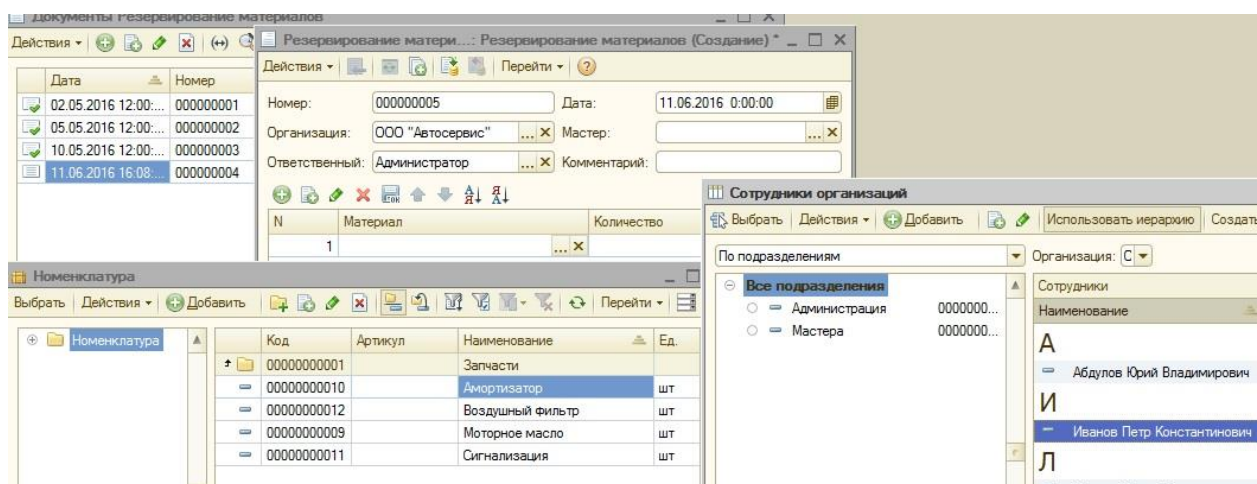 Документы Резервирование материалов
Действия
Дата Номер
02.05.2016 12:00:... 000000001
05.05.2016 12:00:... 000000002
10.05.2016 12:00:... 000000003
11.06.2016 16:08:... 000000004
Резервирование матери...: Резервирование материалов (Создание) *
Действия Перейти
Номер: 000000005 Дата: 11.06.2016 0:00:00
Организация: ООО "Автосервис" ... Мастер: ...
Ответственный: Администратор ... Комментарий:
N Материал Количество
1 ...
Номенклатура
Выбрать Действия Добавить Перейти
Номенклатура
Код Артикул Наименование Ед.
00000000001 Запчасти
00000000010 Амортизатор шт
00000000012 Воздушный фильтр шт
00000000009 Моторное масло шт
00000000011 Сигнализация шт
Сотрудники организаций
Выбрать Действия Добавить Использовать иерархию Создать
По подразделениям Организация: О
Все подразделения
Администрация 0000000...
Мастера 0000000...
Сотрудники
Наименование
А
Абдулов Юрий Владимирович
И
Иванов Петр Константинович
Л